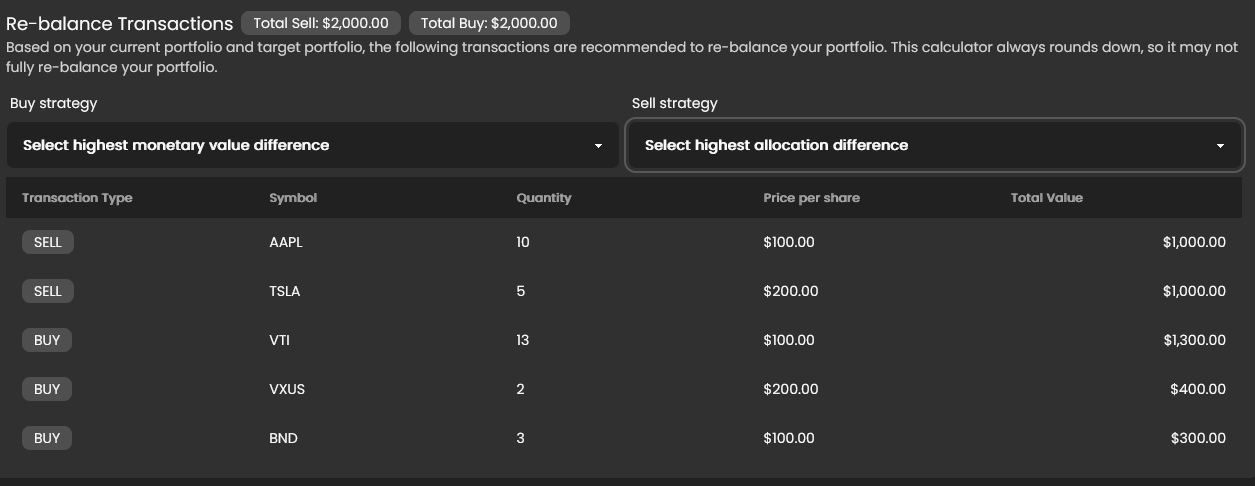 Re-balance Transactions Total Sell: $2,000.00 Total Buy: $2,000.00
Based on your current portfolio and target portfolio, the following transactions are recommended to re-balance your portfolio. This calculator always rounds down, so it may not
fully re-balance your portfolio.
Buy strategy Sell strategy
Select highest monetary value difference Select highest allocation difference
Transaction Type Symbol Quantity Price per share Total Value
SELL AAPL 10 $100.00 $1,000.00
SELL TSLA 5 $200.00 $1,000.00
BUY VTI 13 $100.00 $1,300.00
BUY VXUS 2 $200.00 $400.00
BUY BND 3 $100.00 $300.00